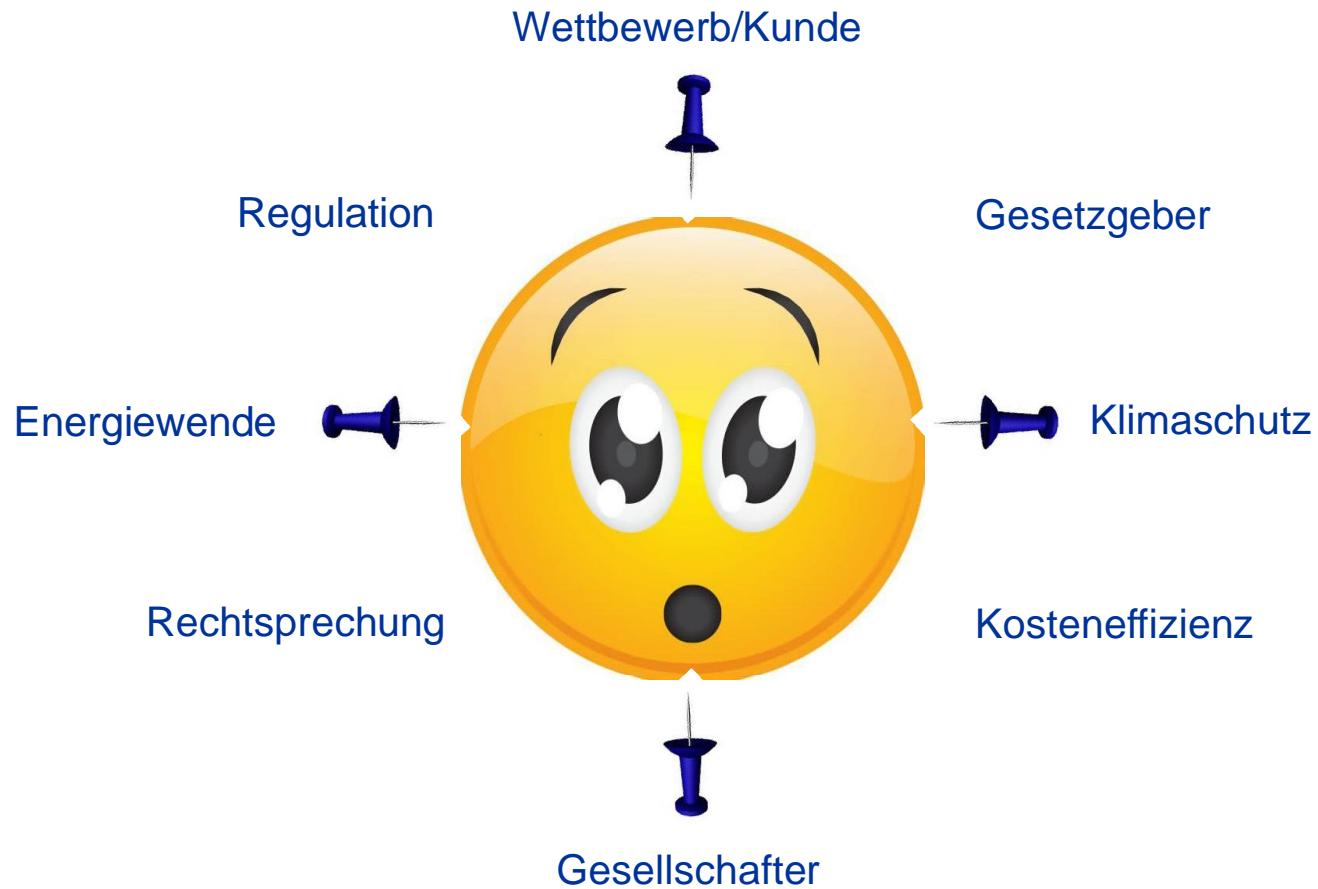 Wettbewerb/Kunde
Regulation
Gesetzgeber
Energiewende
Klimaschutz
Rechtsprechung
Kosteneffizienz
Gesellschafter